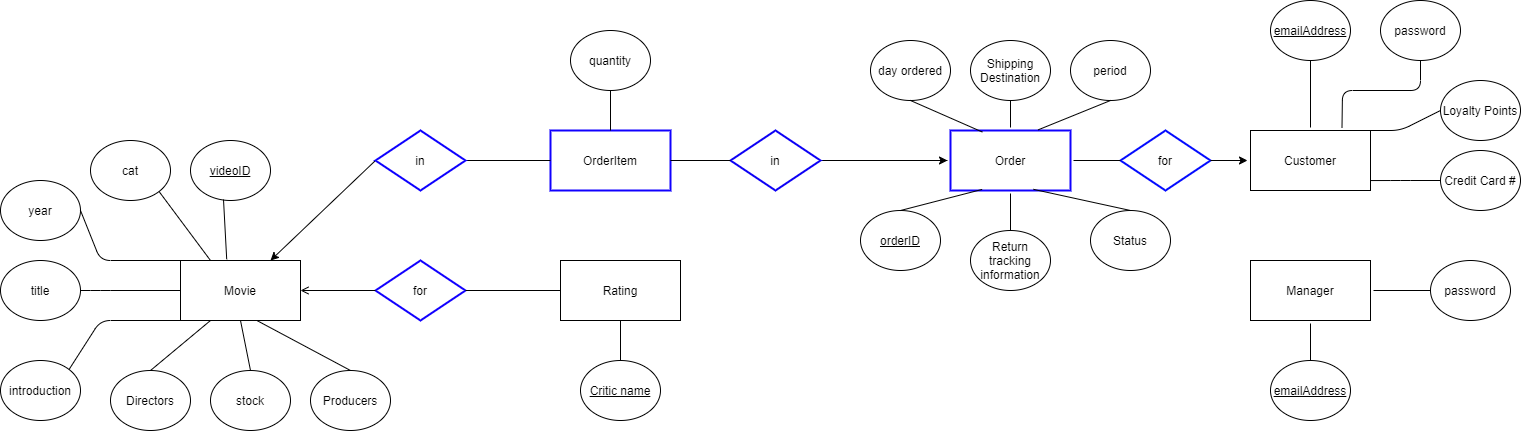 emailAddress
password
quantity
day ordered
Shipping
Destination
period
Loyalty Points
in
OrderItem
in
Order
for
Customer
cat
videoID
Credit Card #
year
orderID
Return
tracking
information
Status
title
Movie
for
Rating
Manager
password
introduction
Directors
stock
Producers
Critic name
emailAddress